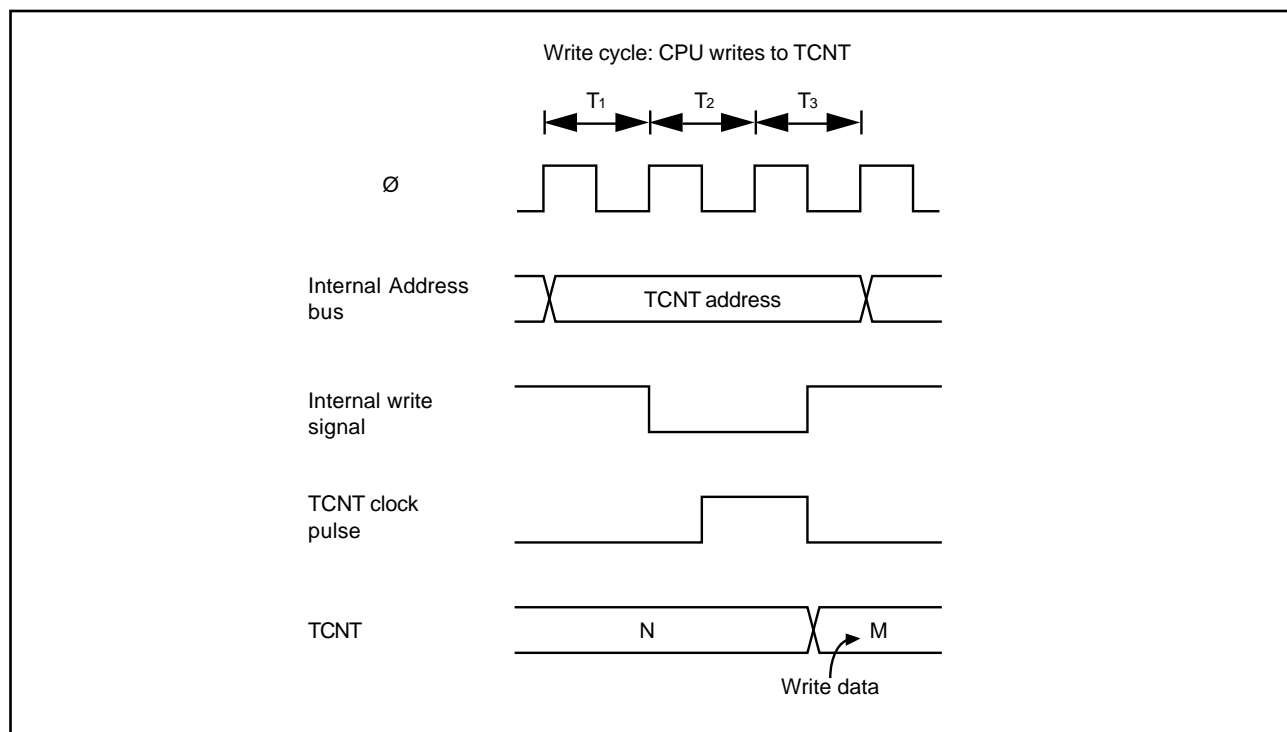 Write cycle: CPU writes to TCNT
T1 T2 T3
Ø
Internal Address
bus
TCNT address
Internal write
signal
TCNT clock
pulse
TCNT
N
M
Write data